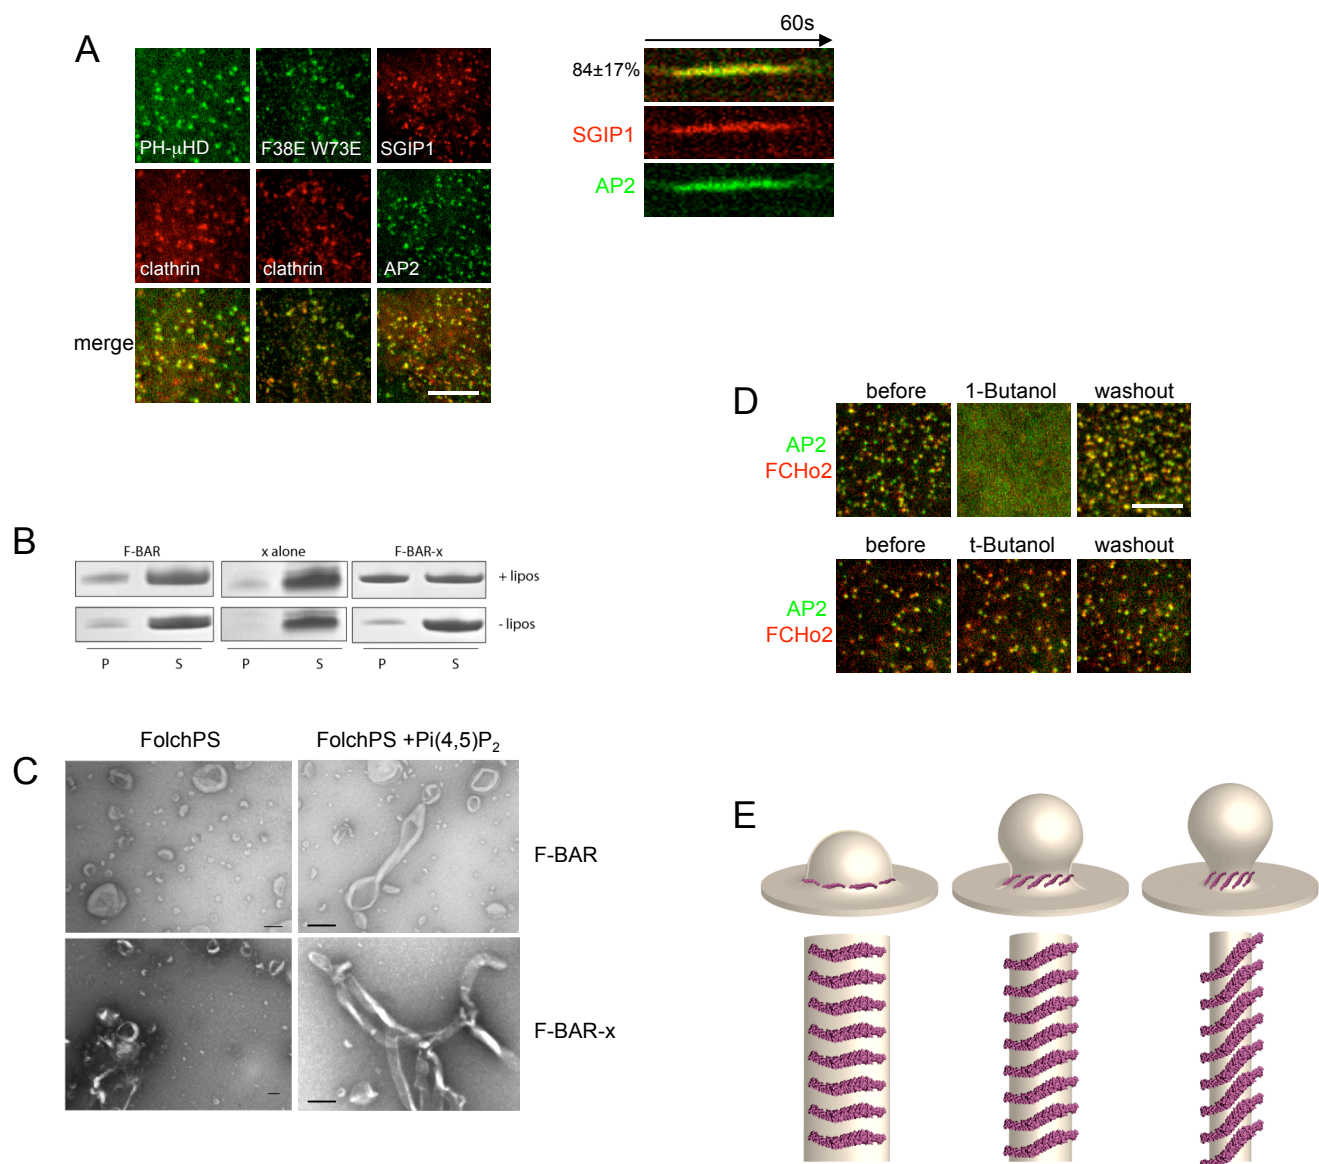 A
PH-μHD
F38E W73E
SGIP1
clathrin
clathrin
AP2
merge
60s
84±17%
SGIP1
AP2
B
F-BAR
x alone
F-BAR-x
+ lipos
- lipos
P S P S P S
C
FolchPS
FolchPS +Pi(4,5)P₂
F-BAR
F-BAR-x
D
before 1-Butanol washout
AP2
FCHo2
before t-Butanol washout
AP2
FCHo2
E